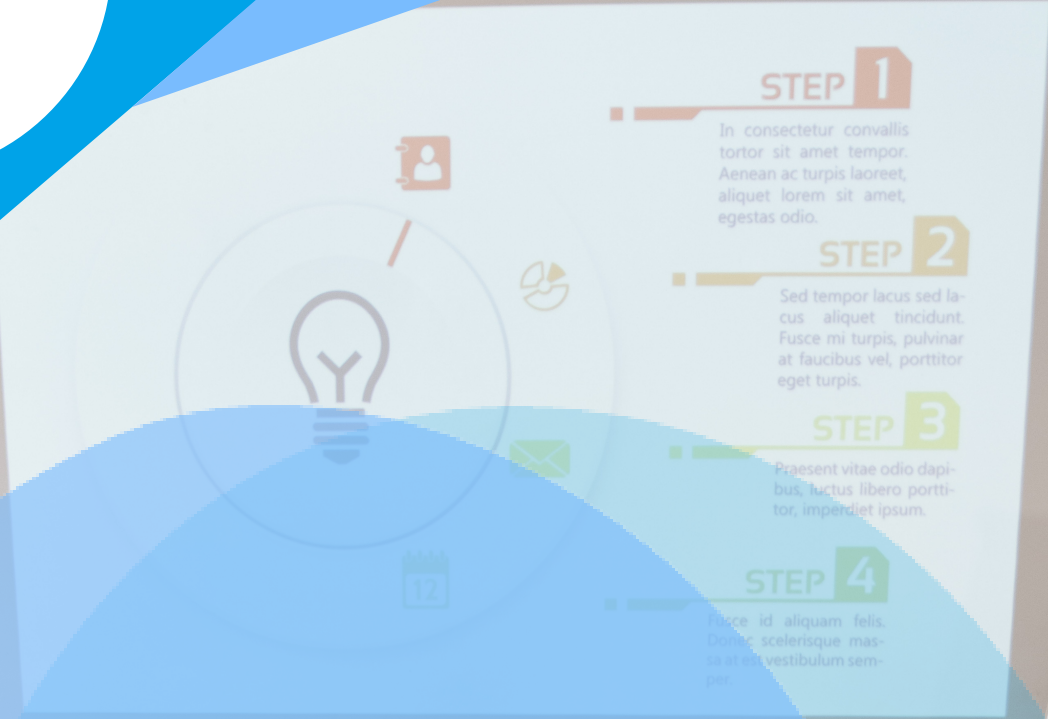 STEP 1
In consectetur convallis
tortor sit amet tempor.
Aenean ac turpis laoreet,
aliquet lorem sit amet,
egestas odio.
STEP 2
Sed tempor lacus sed la-
cus aliquet tincidunt.
Fusce mi turpis, pulvinar
at faucibus vel, porttitor
eget turpis.
STEP 3
Praesent vitae odio dapi-
bus, luctus libero portti-
tor, imperdiet ipsum.
12
STEP 4
Fusce id aliquam felis.
Donec scelerisque mas-
sa at est vestibulum sem-
per.